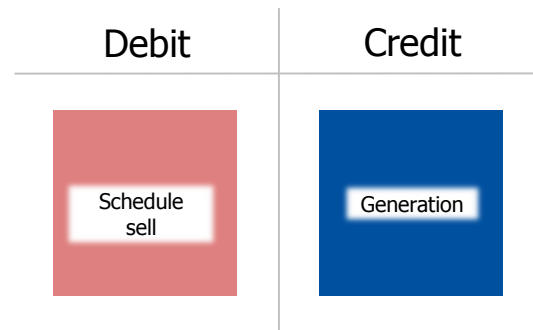 Debit
Credit
Schedule
sell
Generation